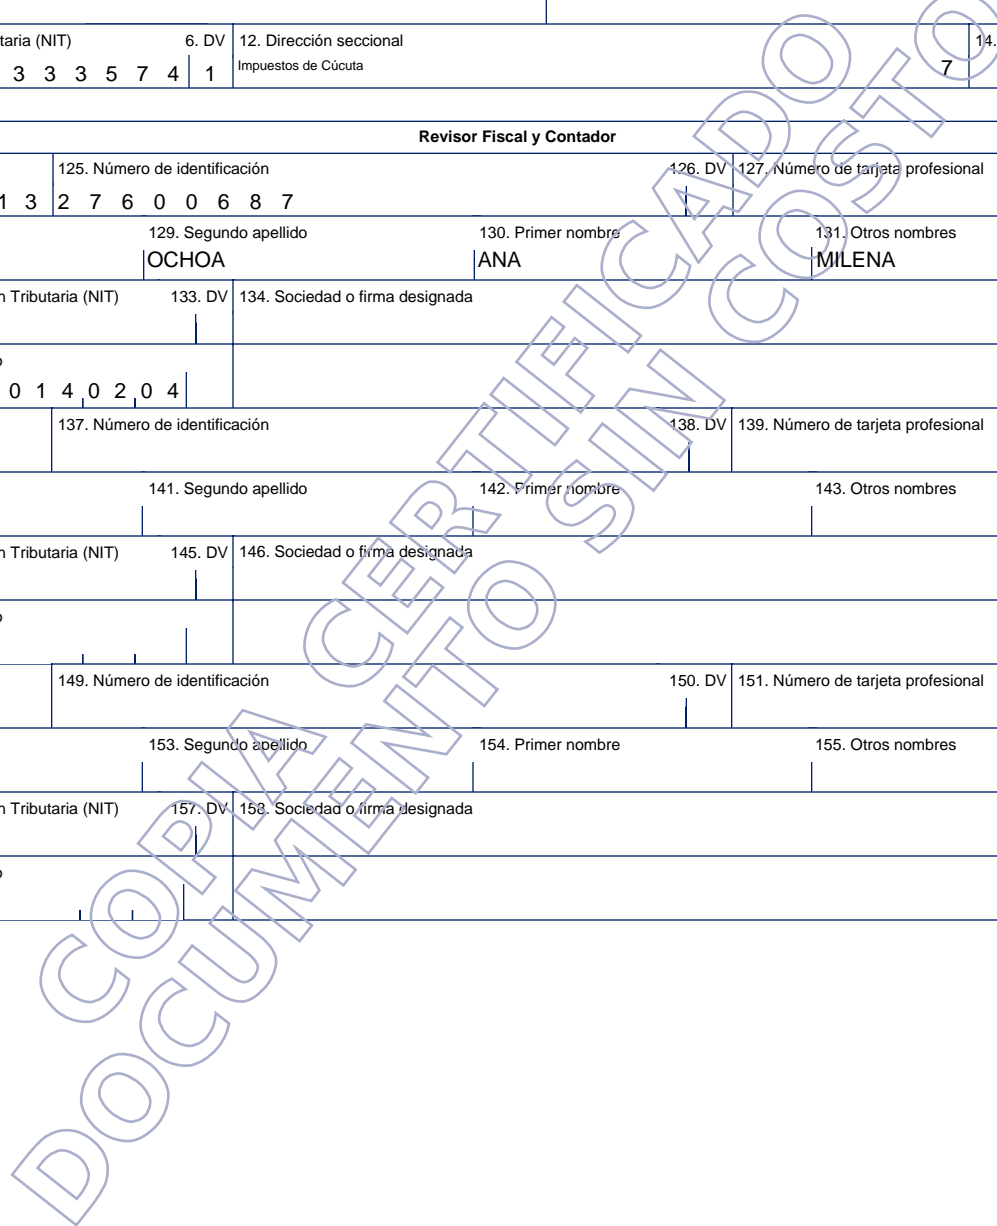 taria (NIT) 6. DV 12. Dirección seccional 14.
3 3 3 5 7 4 1 Impuestos de Cúcuta 7
Revisor Fiscal y Contador
125. Número de identificación 126. DV 127. Número de tarjeta profesional
1 3 2 7 6 0 0 6 8 7
129. Segundo apellido 130. Primer nombre 131. Otros nombres
OCHOA ANA MILENA
n Tributaria (NIT) 133. DV 134. Sociedad o firma designada
o
0 1 4 0 2 0 4
137. Número de identificación 138. DV 139. Número de tarjeta profesional
141. Segundo apellido 142. Primer nombre 143. Otros nombres
n Tributaria (NIT) 145. DV 146. Sociedad o firma designada
o
149. Número de identificación 150. DV 151. Número de tarjeta profesional
153. Segundo apellido 154. Primer nombre 155. Otros nombres
n Tributaria (NIT) 157. DV 158. Sociedad o firma designada
o
COPIA CERTIFICADO
DOCUMENTO SIN COSTO